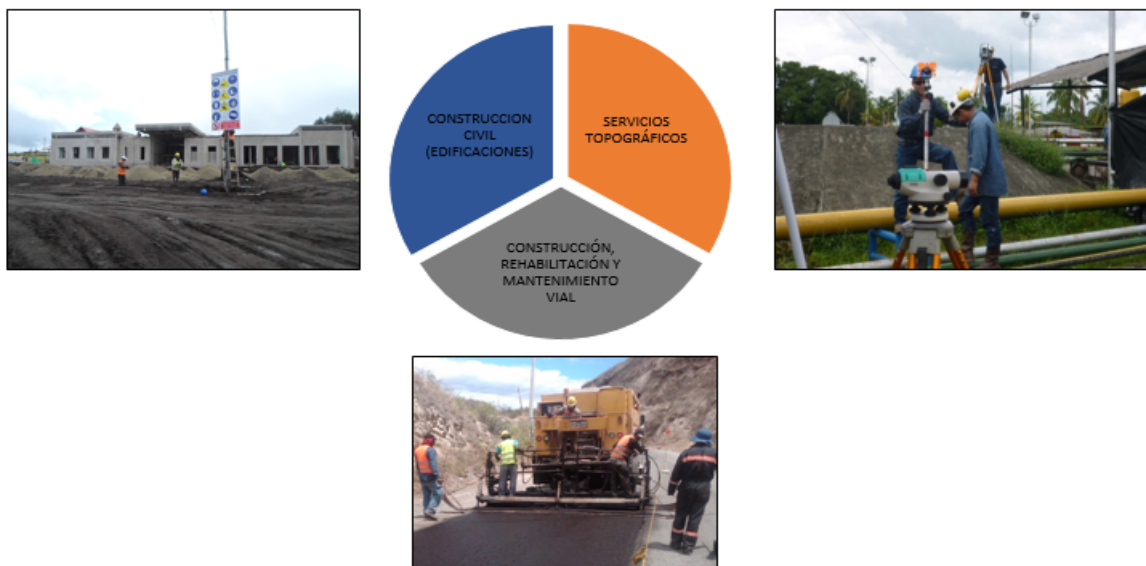 CONSTRUCCION
CIVIL
(EDIFICACIONES)
SERVICIOS
TOPOGRÁFICOS
CONSTRUCCIÓN,
REHABILITACIÓN Y
MANTENIMIENTO
VIAL